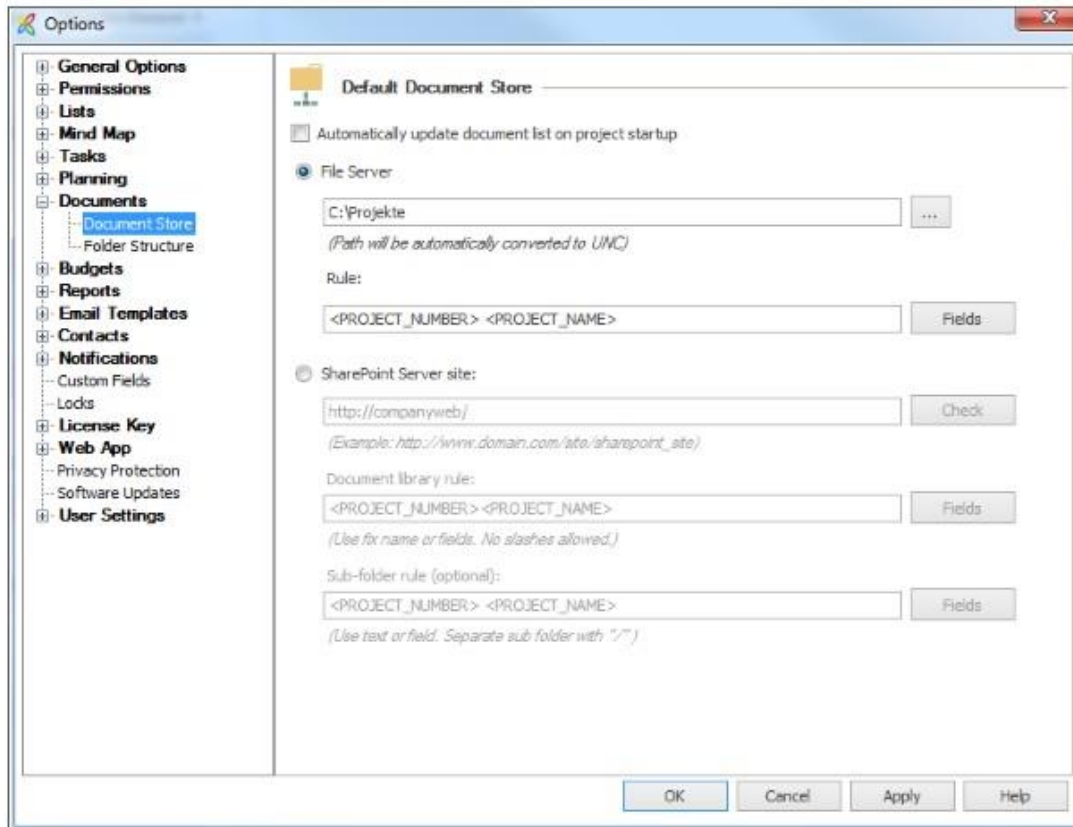 Options
General Options
Permissions
Lists
Mind Map
Tasks
Planning
Documents
Document Store
Folder Structure
Budgets
Reports
Email Templates
Contacts
Notifications
Custom Fields
Locks
License Key
Web App
Privacy Protection
Software Updates
User Settings
Default Document Store
Automatically update document list on project startup
File Server
C:\Projekte
...
(Path will be automatically converted to UNC)
Rule:
<PROJECT_NUMBER> <PROJECT_NAME>
Fields
SharePoint Server site:
http://companyweb/
Check
(Example: http://www.domain.com/site/sharepoint_site)
Document library rule:
<PROJECT_NUMBER><PROJECT_NAME>
Fields
(Use fix name or fields. No slashes allowed.)
Sub-folder rule (optional):
<PROJECT_NUMBER> <PROJECT_NAME>
Fields
(Use text or field. Separate sub folder with "/" )
OK
Cancel
Apply
Help